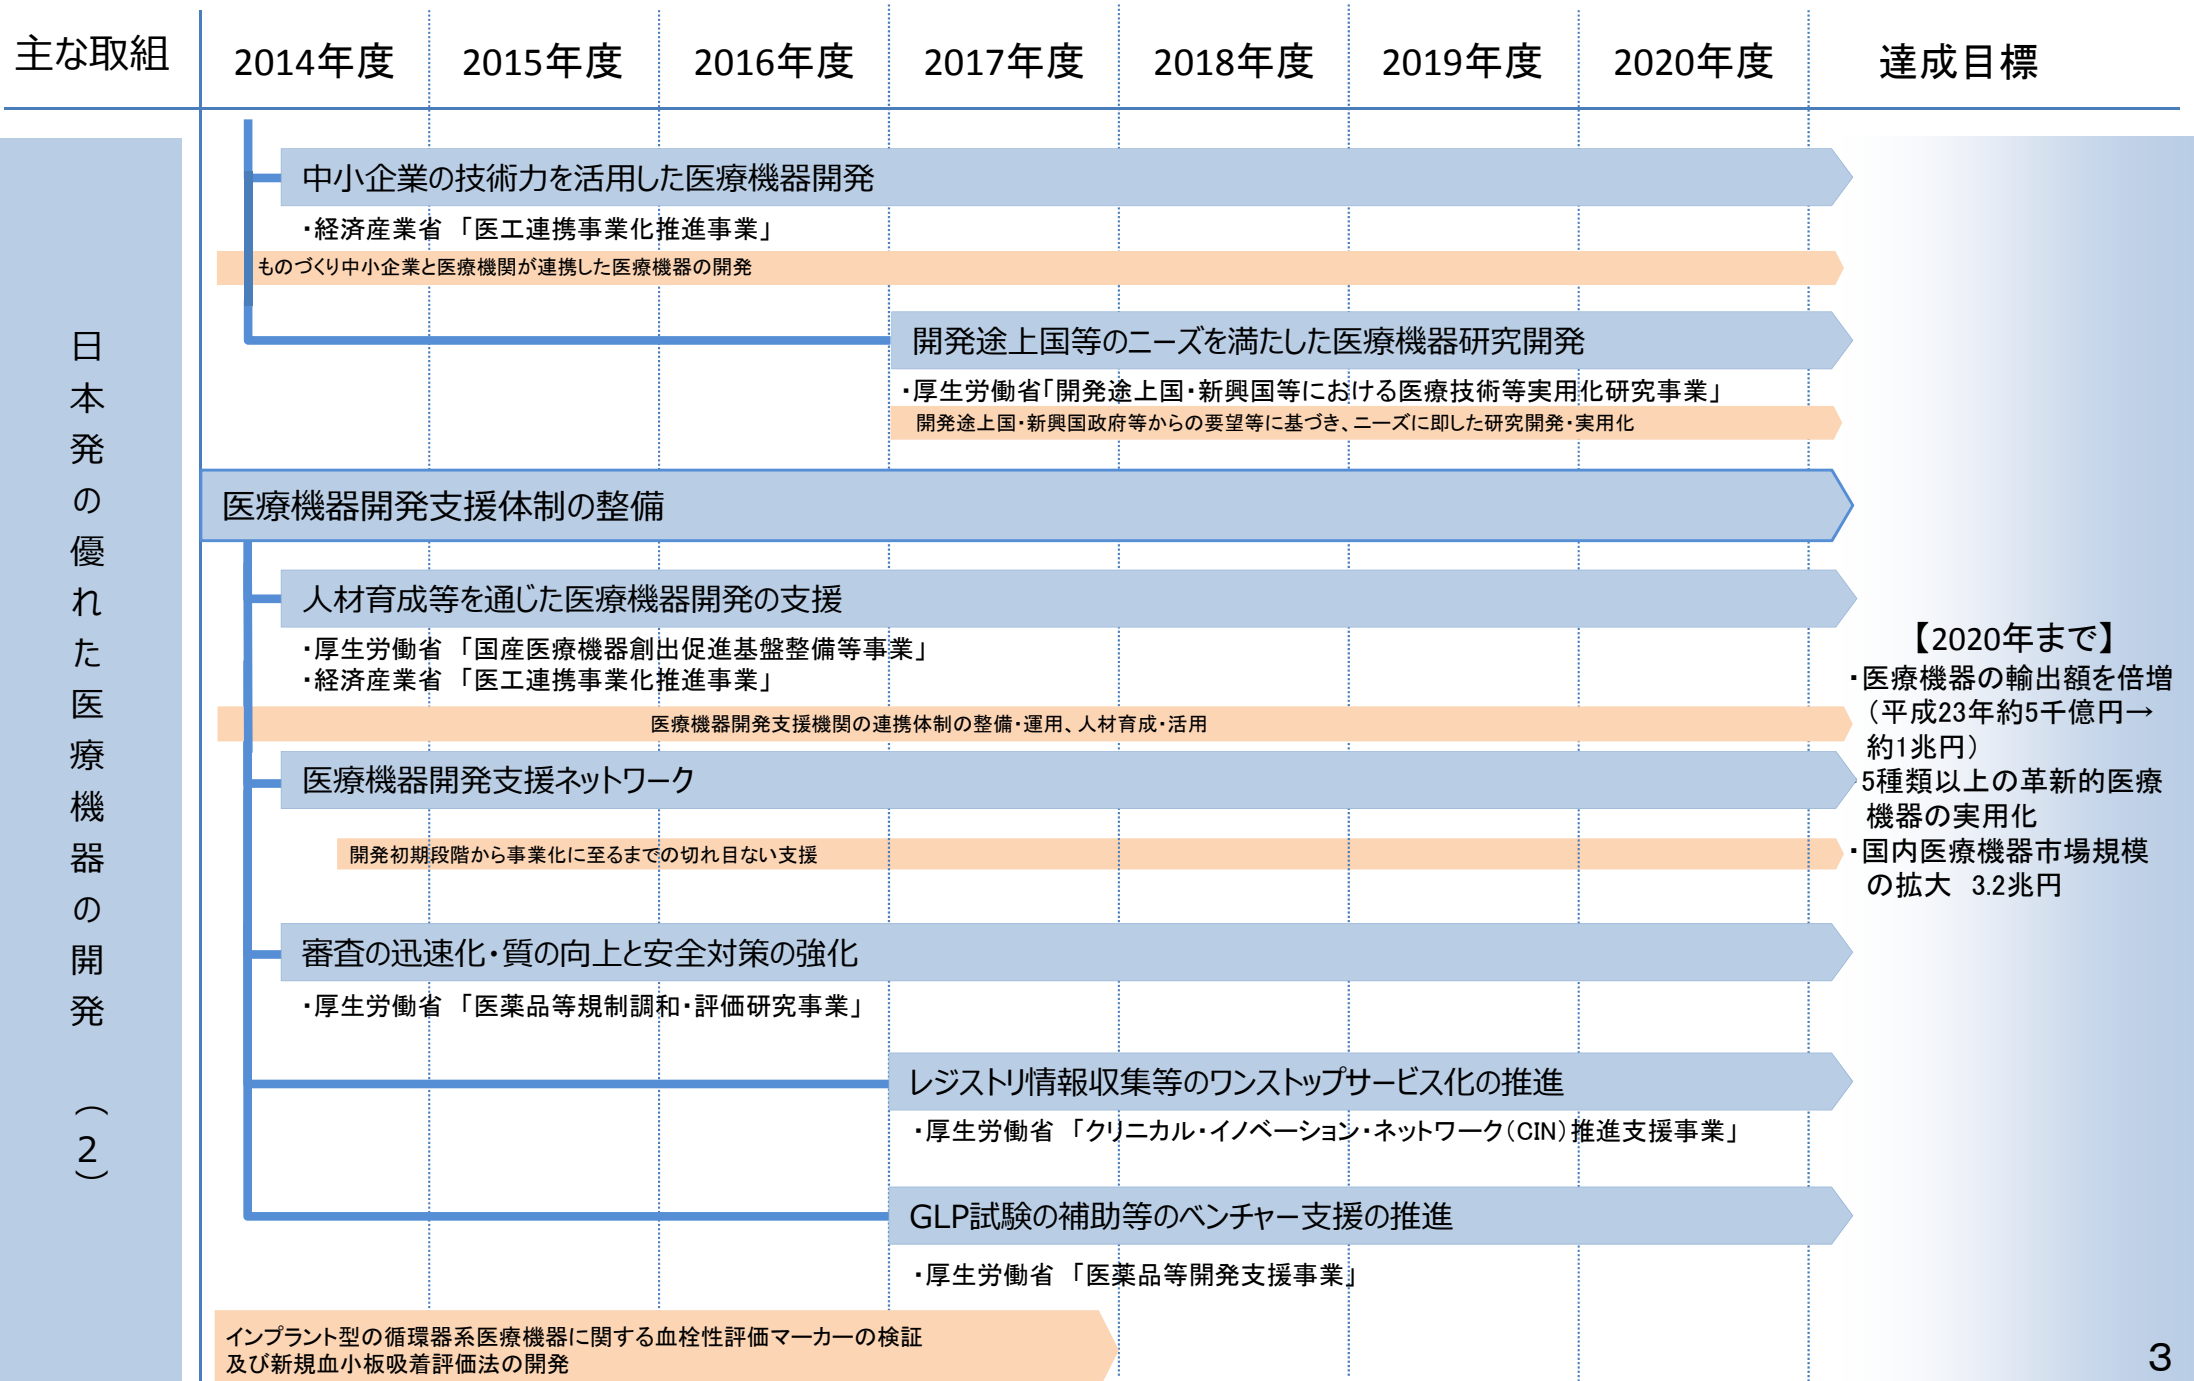 主な取組 2014年度 2015年度 2016年度 2017年度 2018年度 2019年度 2020年度 達成目標
日本発の優れた医療機器の開発 (2)
中小企業の技術力を活用した医療機器開発
・経済産業省 「医工連携事業化推進事業」
ものづくり中小企業と医療機関が連携した医療機器の開発
開発途上国等のニーズを満たした医療機器研究開発
・厚生労働省「開発途上国・新興国等における医療技術等実用化研究事業」
開発途上国・新興国政府等からの要望等に基づき、ニーズに即した研究開発・実用化
医療機器開発支援体制の整備
人材育成等を通じた医療機器開発の支援
・厚生労働省 「国産医療機器創出促進基盤整備等事業」
・経済産業省 「医工連携事業化推進事業」
医療機器開発支援機関の連携体制の整備・運用、人材育成・活用
医療機器開発支援ネットワーク
開発初期段階から事業化に至るまでの切れ目ない支援
審査の迅速化・質の向上と安全対策の強化
・厚生労働省 「医薬品等規制調和・評価研究事業」
レジストリ情報収集等のワンストップサービス化の推進
・厚生労働省 「クリニカル・イノベーション・ネットワーク(CIN)推進支援事業」
GLP試験の補助等のベンチャー支援の推進
・厚生労働省 「医薬品等開発支援事業」
インプラント型の循環器系医療機器に関する血栓性評価マーカーの検証
及び新規血小板吸着評価法の開発
【2020年まで】
・医療機器の輸出額を倍増
(平成23年約5千億円→
約1兆円)
・5種類以上の革新的医療
機器の実用化
・国内医療機器市場規模
の拡大 3.2兆円
3